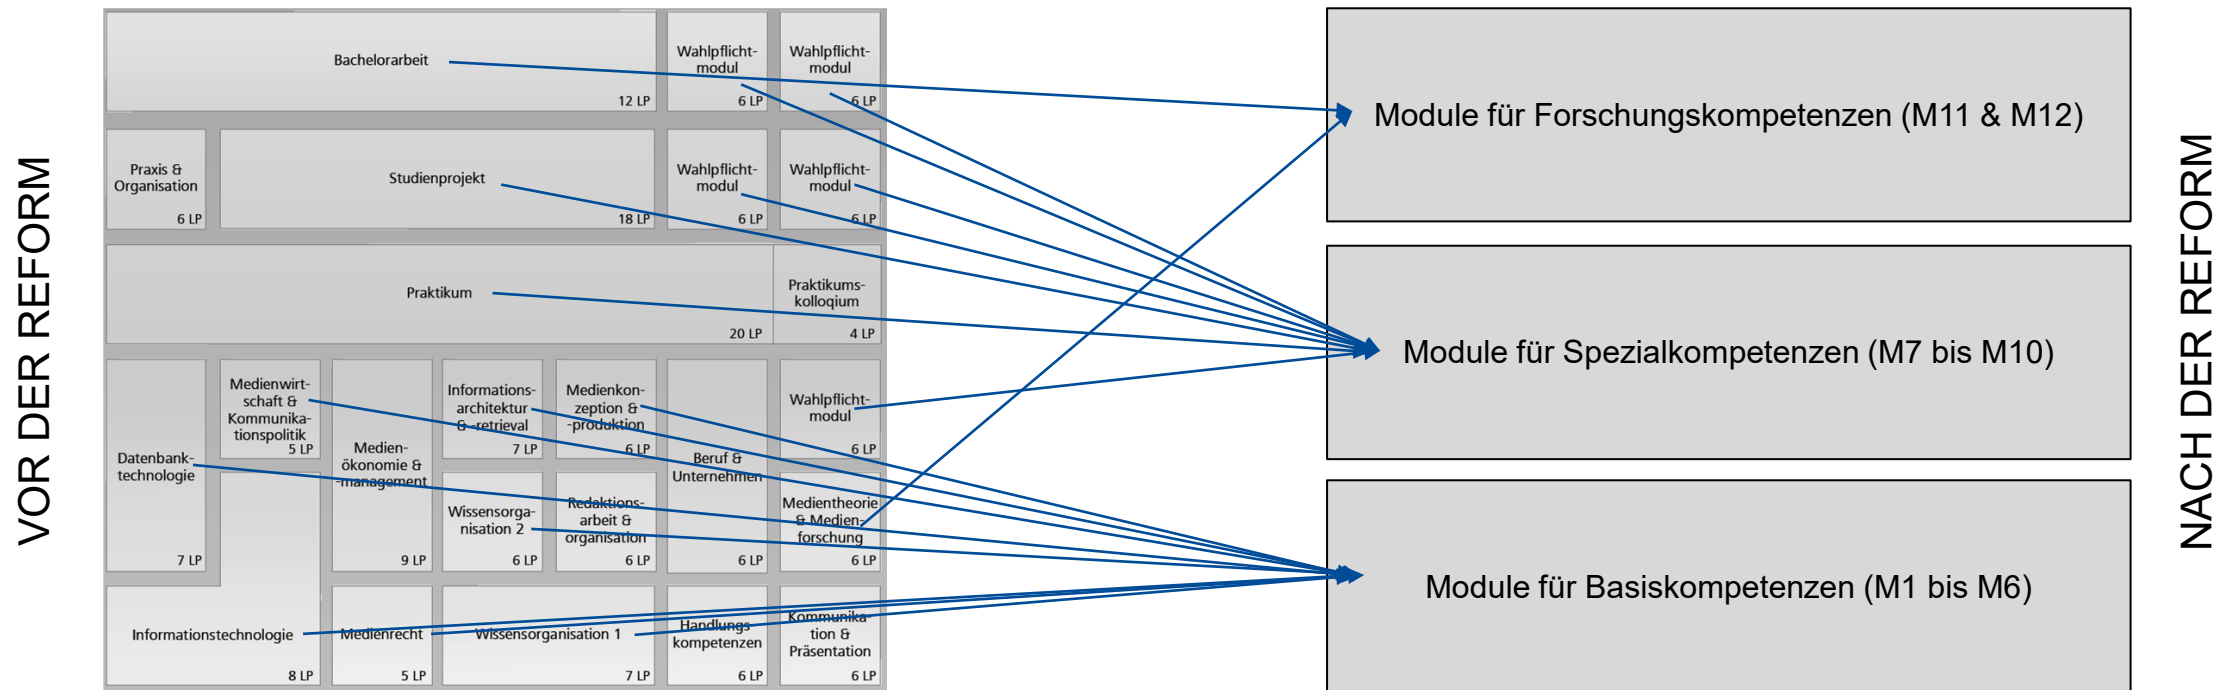 VOR DER REFORM
Bachelorarbeit
12 LP
Wahlpflicht-
modul
6 LP
Wahlpflicht-
modul
6 LP
Praxis &
Organisation
6 LP
Studienprojekt
18 LP
Wahlpflicht-
modul
6 LP
Wahlpflicht-
modul
6 LP
Praktikum
20 LP
Praktikums-
kolloqium
4 LP
Datenbank-
technologie
7 LP
Medienwirt-
schaft &
Kommunika-
tionspolitik
5 LP
Medien-
ökonomie &
-management
9 LP
Informations-
architektur
& -retrieval
7 LP
Medienkon-
zeption &
-produktion
6 LP
Beruf &
Unternehmen
6 LP
Wahlpflicht-
modul
6 LP
Wissensorga-
nisation 2
6 LP
Redaktions-
arbeit &
organisation
6 LP
Medientheorie
& Medien-
forschung
6 LP
Informationstechnologie
8 LP
Medienrecht
5 LP
Wissensorganisation 1
7 LP
Handlungs
kompetenzen
6 LP
Kommunika-
tion &
Präsentation
6 LP
Module für Forschungskompetenzen (M11 & M12)
Module für Spezialkompetenzen (M7 bis M10)
Module für Basiskompetenzen (M1 bis M6)
NACH DER REFORM